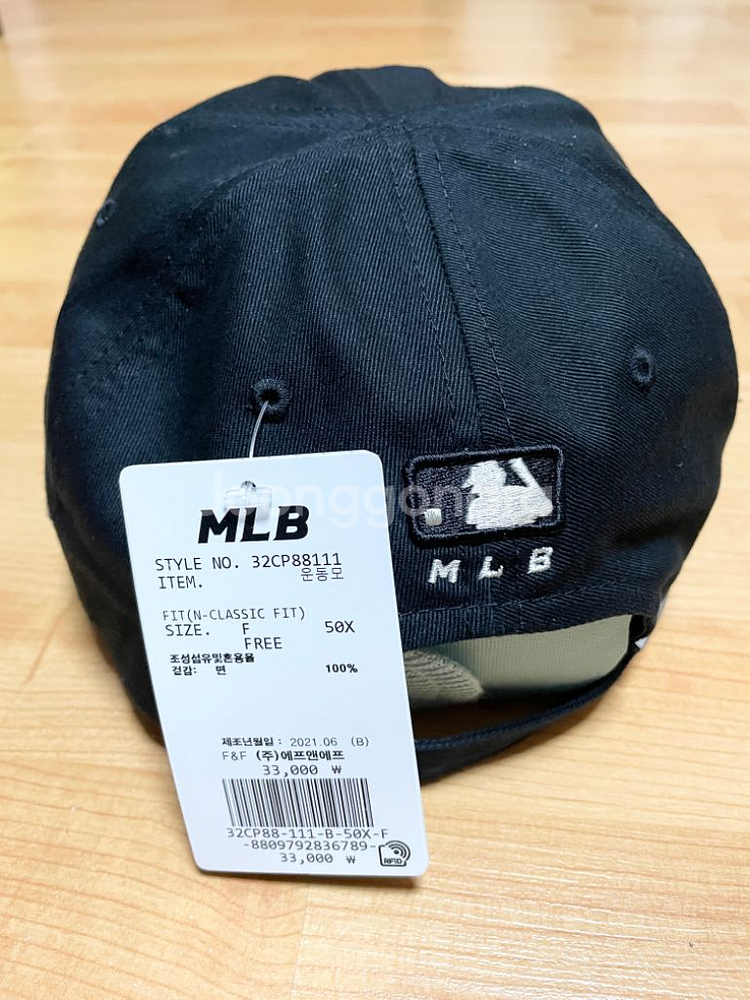 MLB
STYLE NO. 32CP88111
ITEM. 운동모
FIT(N-CLASSIC FIT)
SIZE. F 50X
FREE
조성섬유및혼용율
겉감: 면 100%
제조년월일 : 2021.06 (B)
F&F (주)에프앤에프
33,000 ₩
32CP88-111-B-50X-F
-8809792836789-
33,000 ₩
RFID
MLB